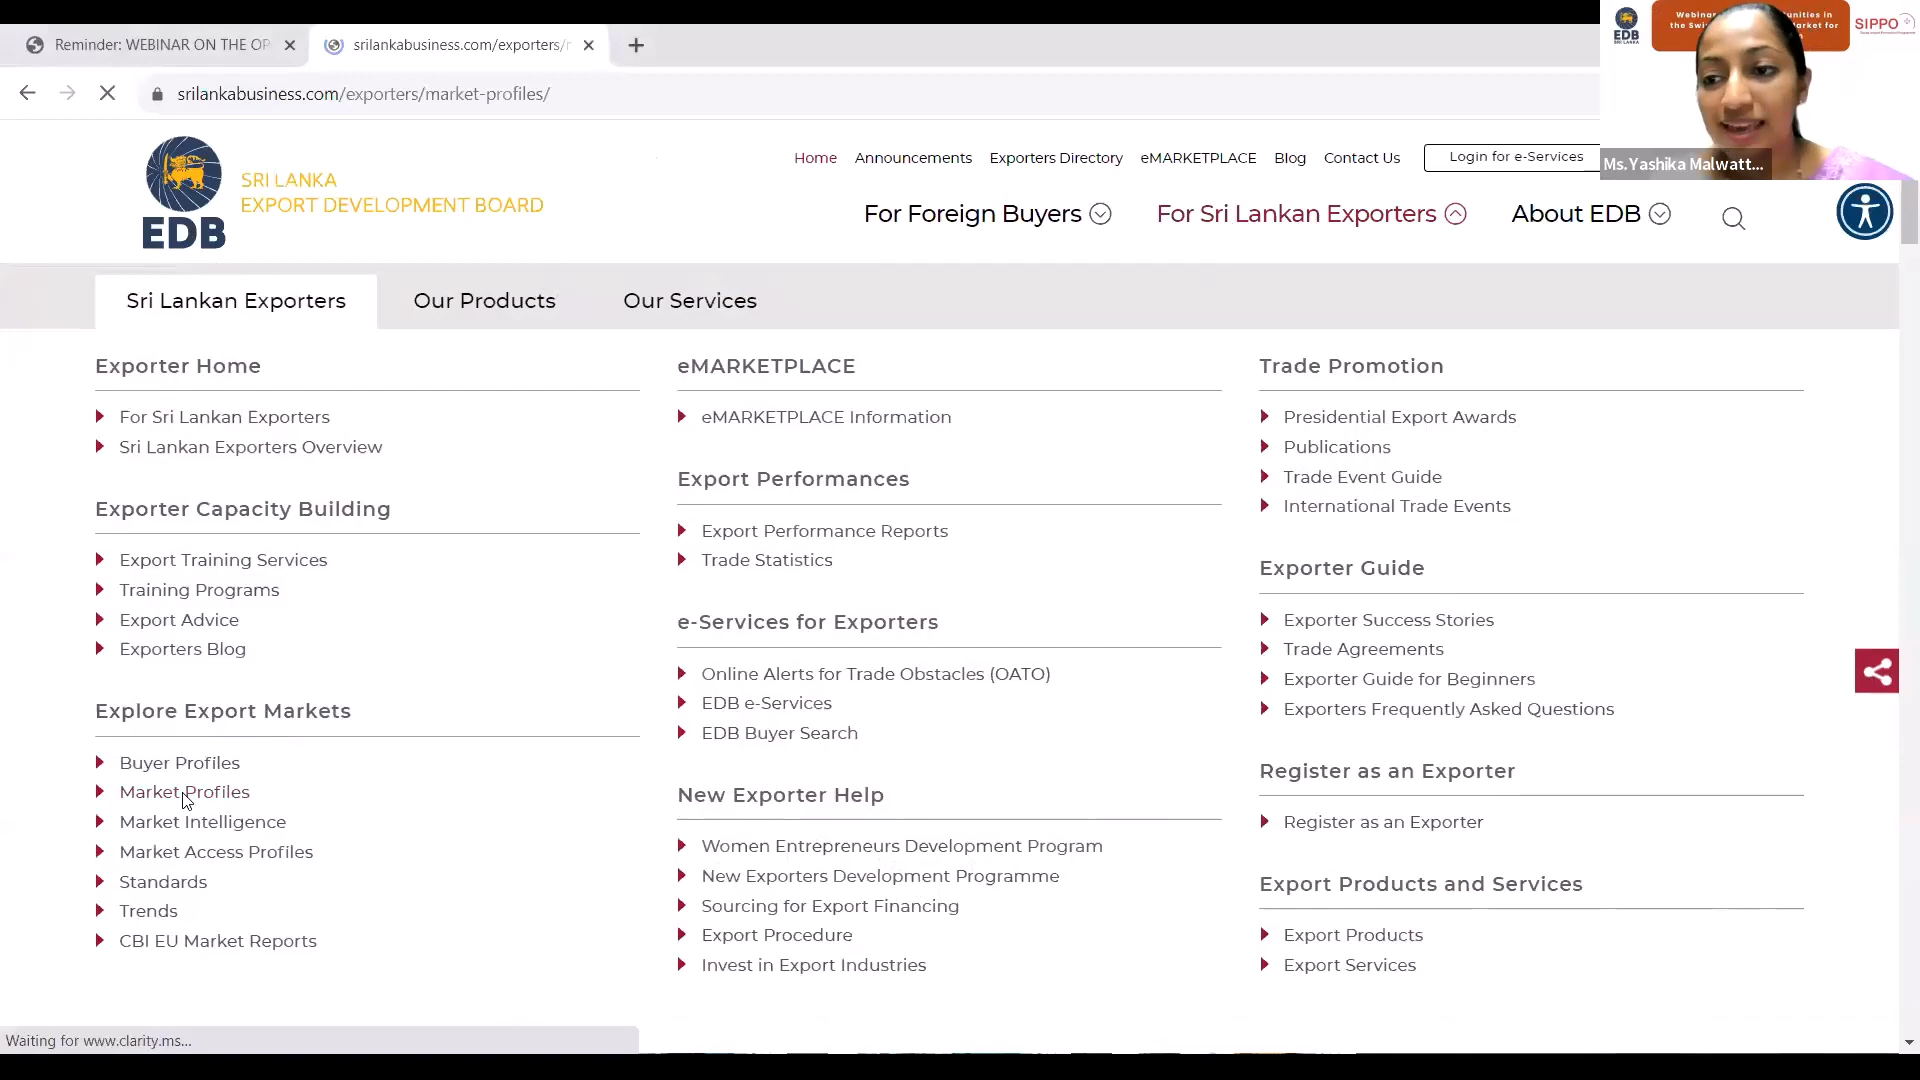 Reminder: WEBINAR ON THE OP
srilankabusiness.com/exporters/
srilankabusiness.com/exporters/market-profiles/
EDB
SRI LANKA
EXPORT DEVELOPMENT BOARD
Home
Announcements
Exporters Directory
eMARKETPLACE
Blog
Contact Us
Login for e-Services
For Foreign Buyers
For Sri Lankan Exporters
About EDB
EDB
SRI LANKA
Webina
unities in
the Swi
Market for
SIPPO
Ms.Yashika Malwatt...
Sri Lankan Exporters
Our Products
Our Services
Exporter Home
For Sri Lankan Exporters
Sri Lankan Exporters Overview
Exporter Capacity Building
Export Training Services
Training Programs
Export Advice
Exporters Blog
Explore Export Markets
Buyer Profiles
Market Profiles
Market Intelligence
Market Access Profiles
Standards
Trends
CBI EU Market Reports
eMARKETPLACE
eMARKETPLACE Information
Export Performances
Export Performance Reports
Trade Statistics
e-Services for Exporters
Online Alerts for Trade Obstacles (OATO)
EDB e-Services
EDB Buyer Search
New Exporter Help
Women Entrepreneurs Development Program
New Exporters Development Programme
Sourcing for Export Financing
Export Procedure
Invest in Export Industries
Trade Promotion
Presidential Export Awards
Publications
Trade Event Guide
International Trade Events
Exporter Guide
Exporter Success Stories
Trade Agreements
Exporter Guide for Beginners
Exporters Frequently Asked Questions
Register as an Exporter
Register as an Exporter
Export Products and Services
Export Products
Export Services
Waiting for www.clarity.ms...